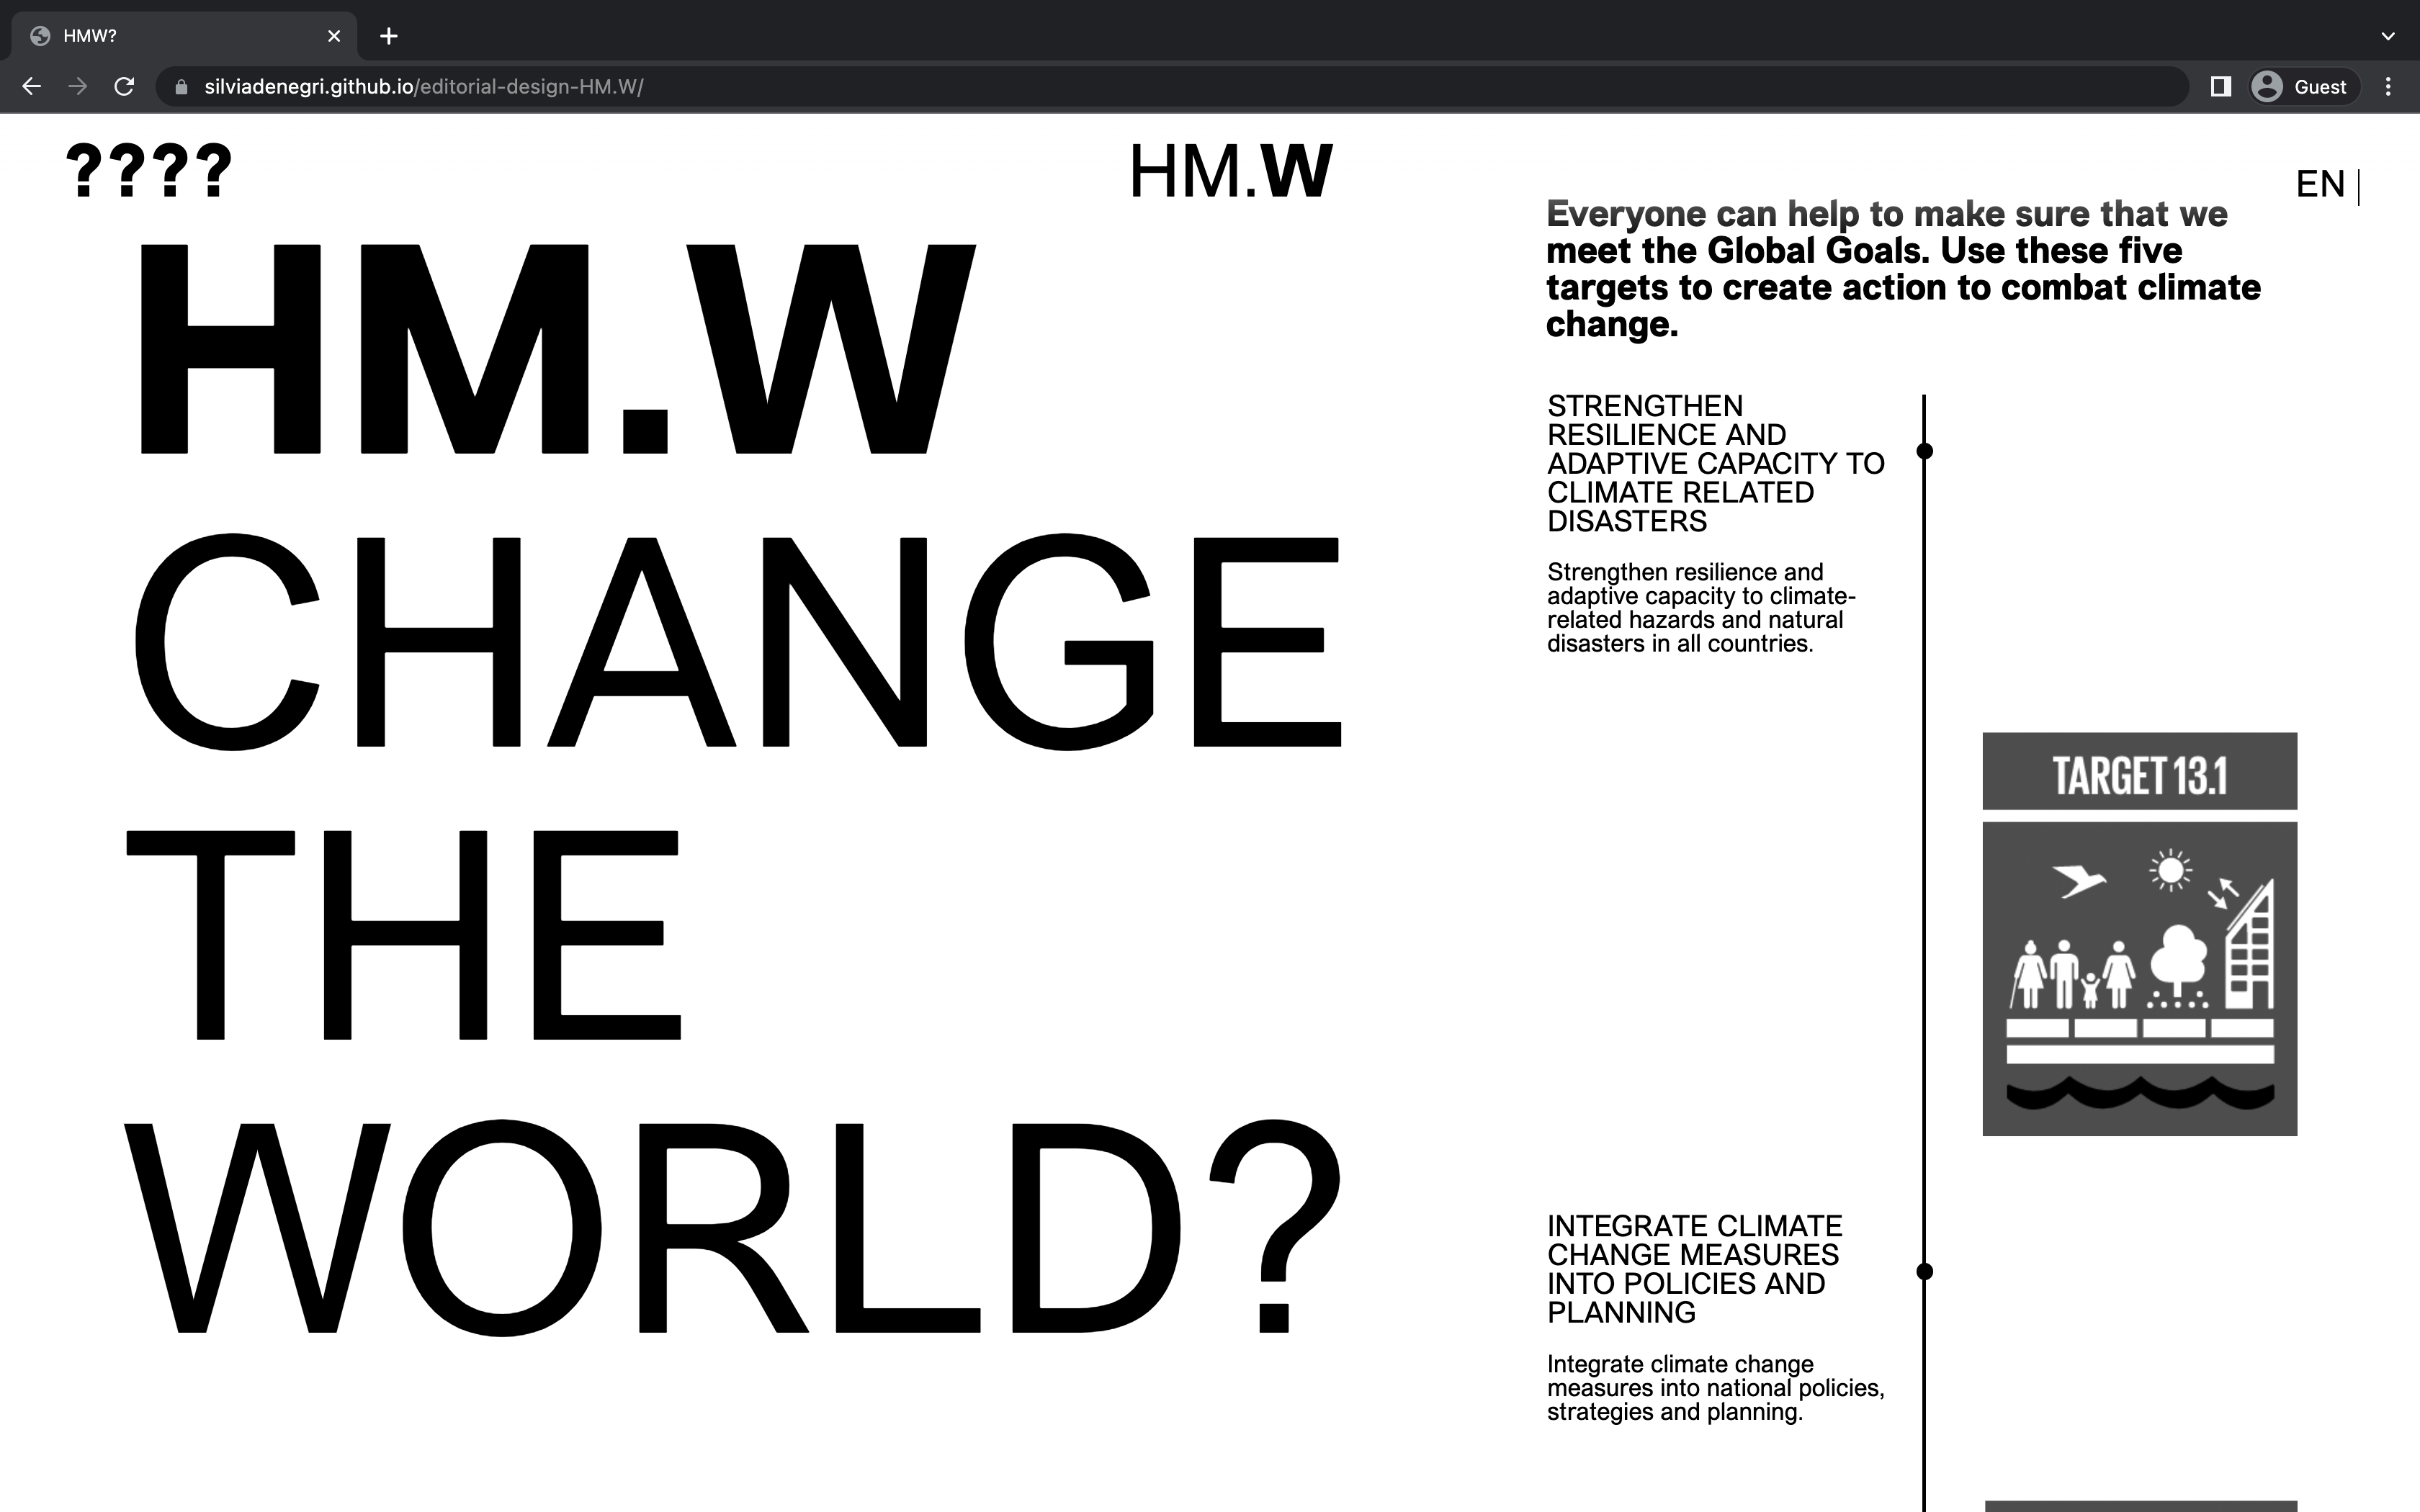 HMW?
silviadenegri.github.io/editorial-design-HM.W/
Guest
????
HM.W
EN |
HM.W
CHANGE
THE
WORLD?
Everyone can help to make sure that we
meet the Global Goals. Use these five
targets to create action to combat climate
change.
STRENGTHEN
RESILIENCE AND
ADAPTIVE CAPACITY TO
CLIMATE RELATED
DISASTERS
Strengthen resilience and
adaptive capacity to climate-
related hazards and natural
disasters in all countries.
TARGET 13.1
INTEGRATE CLIMATE
CHANGE MEASURES
INTO POLICIES AND
PLANNING
Integrate climate change
measures into national policies,
strategies and planning.